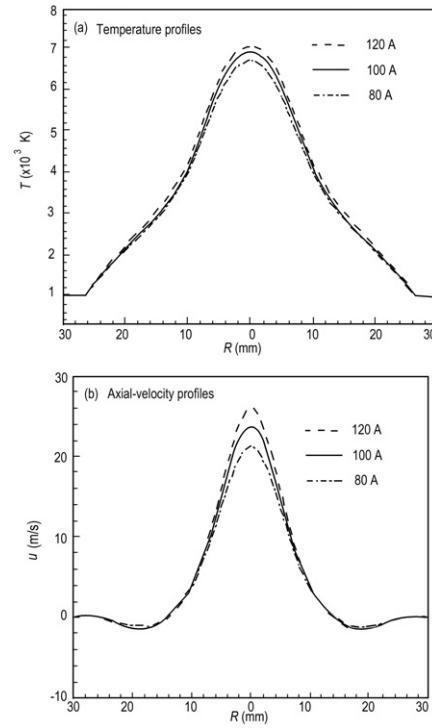 (a) Temperature profiles
120 A
100 A
80 A
8
7
6
5
4
3
2
1
T (x10³ K)
30 20 10 0 10 20 30
R (mm)
(b) Axial-velocity profiles
120 A
100 A
80 A
30
20
10
0
-10
u (m/s)
30 20 10 0 10 20 30
R (mm)